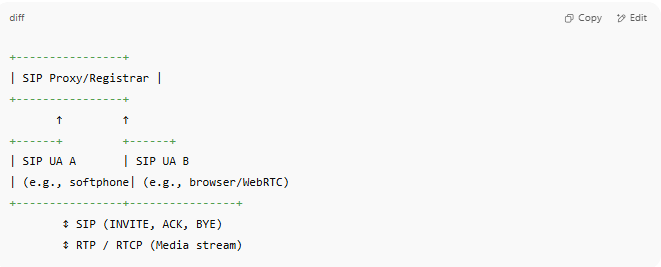 diff Copy Edit
+----------------+
| SIP Proxy/Registrar |
+----------------+
       ↑         ↑
+------+         +------+
| SIP UA A       | SIP UA B
| (e.g., softphone| (e.g., browser/WebRTC)
+----------------+----------------+
        ↕ SIP (INVITE, ACK, BYE)
        ↕ RTP / RTCP (Media stream)